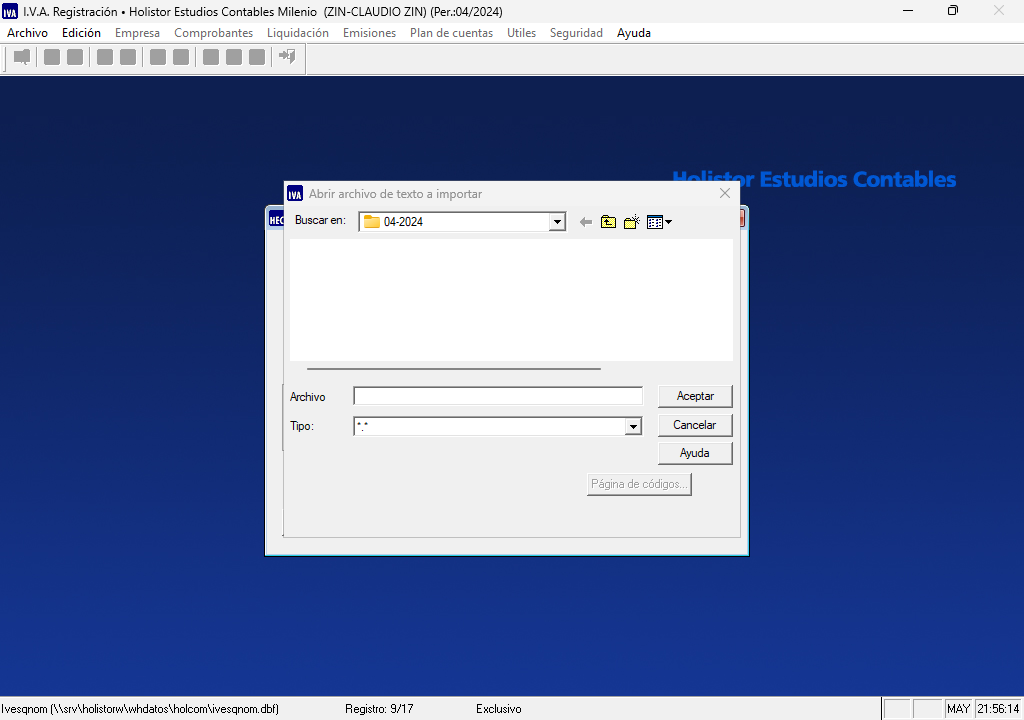 IVA I.V.A. Registración • Holistor Estudios Contables Milenio (ZIN-CLAUDIO ZIN) (Per.:04/2024)
Archivo Edición Empresa Comprobantes Liquidación Emisiones Plan de cuentas Utiles Seguridad Ayuda
Holistor Estudios Contables
IVA Abrir archivo de texto a importar
Buscar en: 04-2024
Archivo Aceptar
Tipo: *.* Cancelar
Ayuda
Página de códigos...
Ivesqnom (\\srv\holistorw\whdatos\holcom\ivesqnom.dbf) Registro: 9/17 Exclusivo MAY 21:56:14